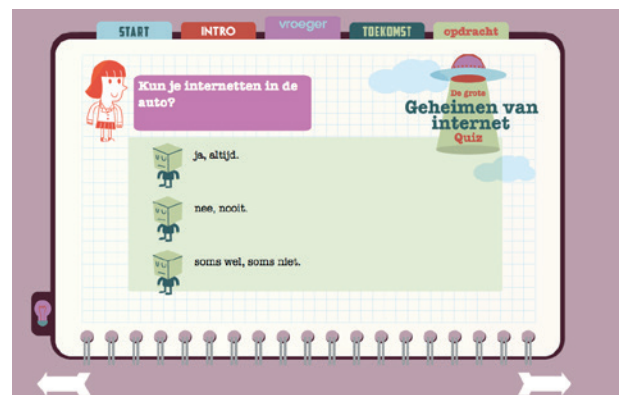 START
INTRO
vroeger
TOEKOMST
opdracht
Kun je internetten in de
auto?
De grote
Geheimen van
internet
Quiz
ja, altijd.
nee, nooit.
soms wel, soms niet.